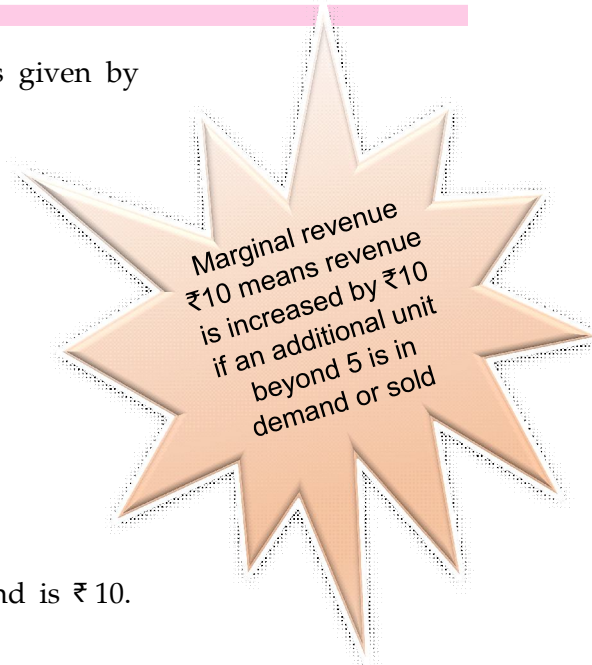 s given by
Marginal revenue
₹10 means revenue
is increased by ₹10
if an additional unit
beyond 5 is in
demand or sold
nd is ₹ 10.